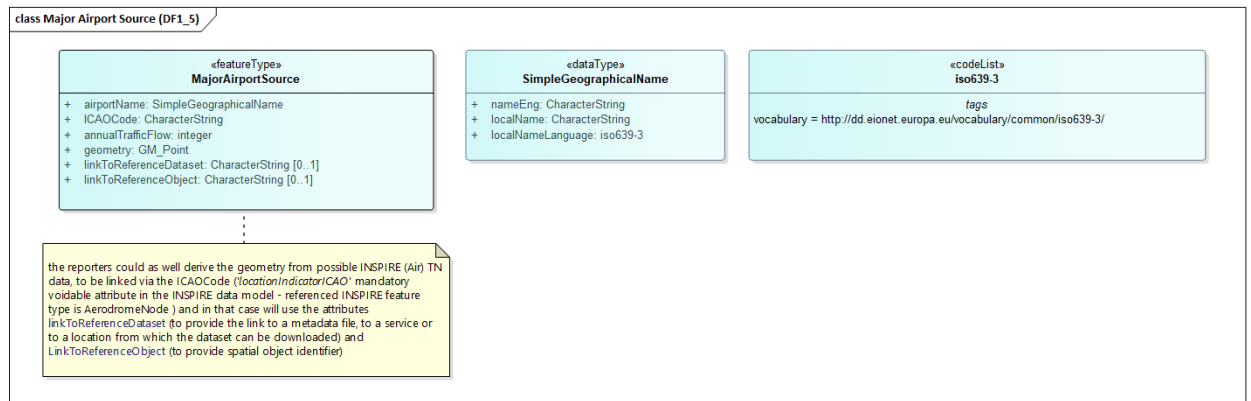 class Major Airport Source (DF1_5)
«featureType»
MajorAirportSource
+ airportName: SimpleGeographicalName
+ ICAOCode: CharacterString
+ annualTrafficFlow: integer
+ geometry: GM_Point
+ linkToReferenceDataset: CharacterString [0..1]
+ linkToReferenceObject: CharacterString [0..1]
«dataType»
SimpleGeographicalName
+ nameEng: CharacterString
+ localName: CharacterString
+ localNameLanguage: iso639-3
«codeList»
iso639-3
tags
vocabulary = http://dd.eionet.europa.eu/vocabulary/common/iso639-3/
the reporters could as well derive the geometry from possible INSPIRE (Air) TN
data, to be linked via the ICAOCode ('locationIndicatorICAO' mandatory
voidable attribute in the INSPIRE data model - referenced INSPIRE feature
type is AerodromeNode ) and in that case will use the attributes
linkToReferenceDataset (to provide the link to a metadata file, to a service or
to a location from which the dataset can be downloaded) and
LinkToReferenceObject (to provide spatial object identifier)